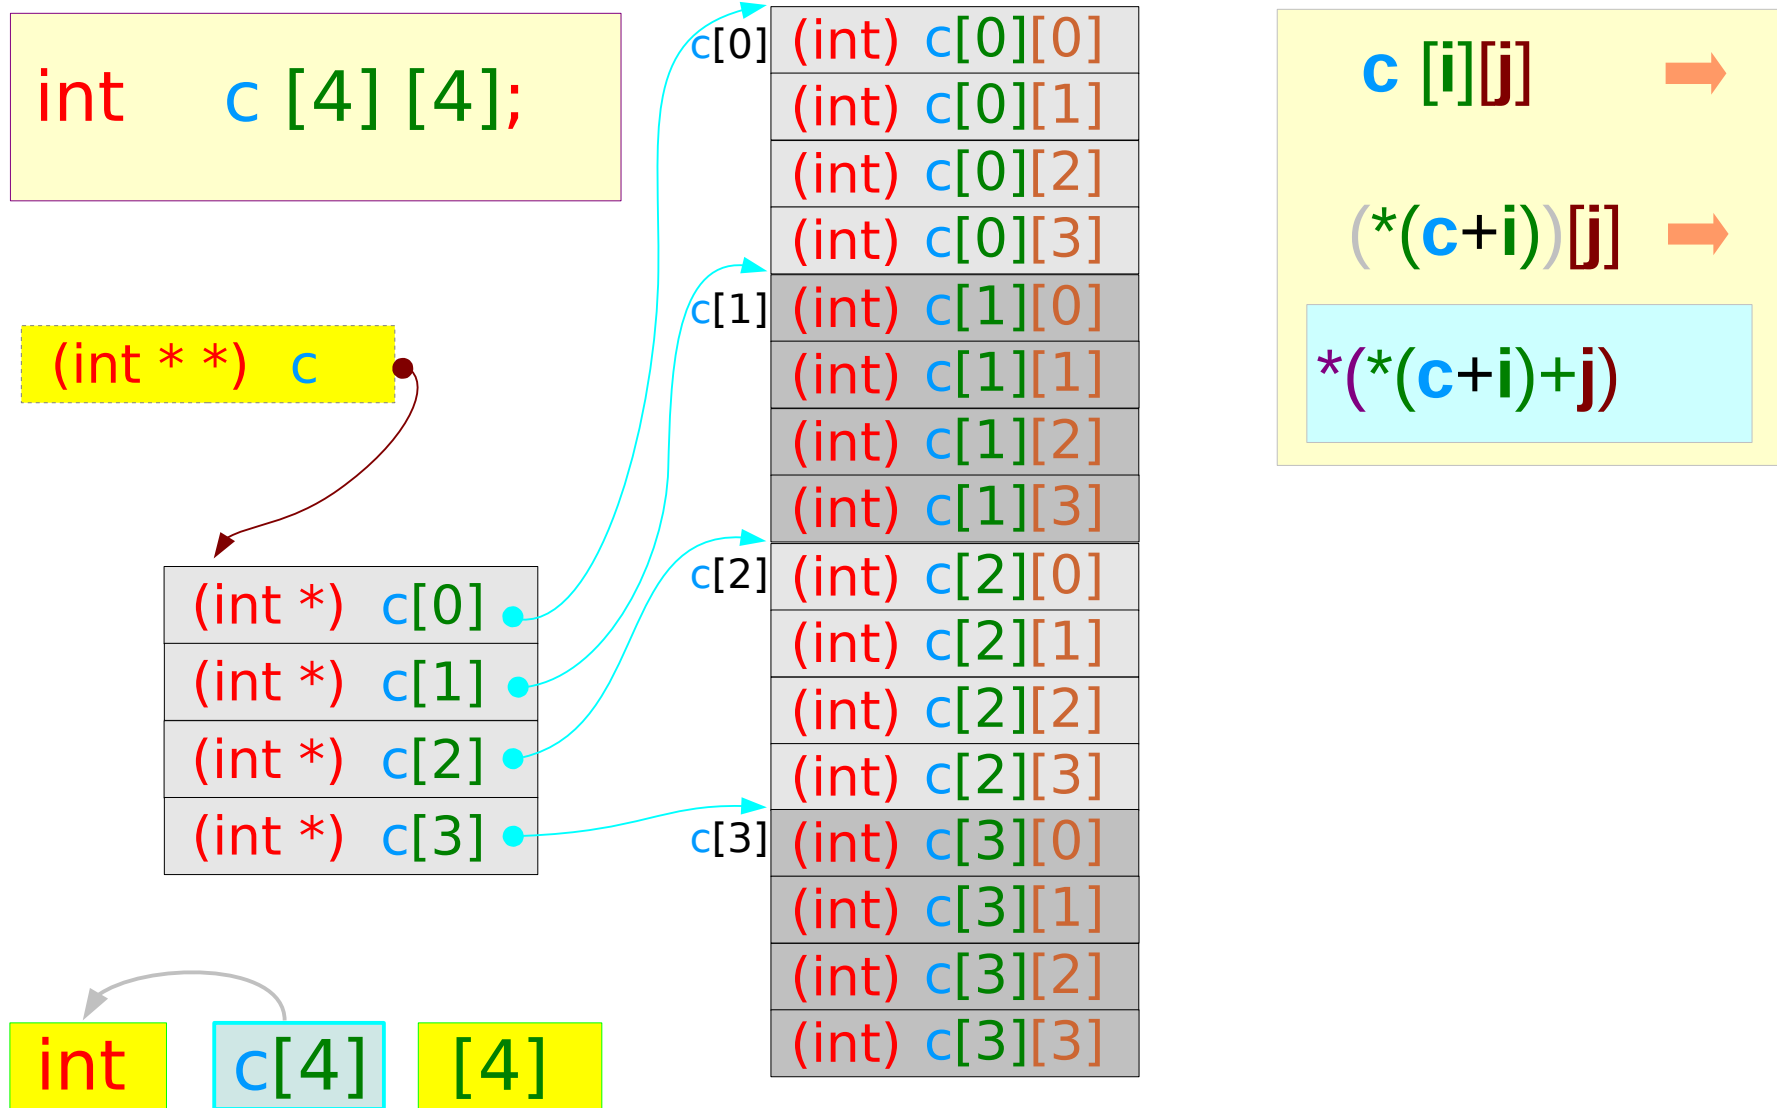 int c [4] [4];
(int * *) c
(int *) c[0]
(int *) c[1]
(int *) c[2]
(int *) c[3]
int c[4] [4]
c[0]
c[1]
c[2]
c[3]
(int) c[0][0]
(int) c[0][1]
(int) c[0][2]
(int) c[0][3]
(int) c[1][0]
(int) c[1][1]
(int) c[1][2]
(int) c[1][3]
(int) c[2][0]
(int) c[2][1]
(int) c[2][2]
(int) c[2][3]
(int) c[3][0]
(int) c[3][1]
(int) c[3][2]
(int) c[3][3]
c [i][j]
(*(c+i))[j]
*(*(c+i)+j)